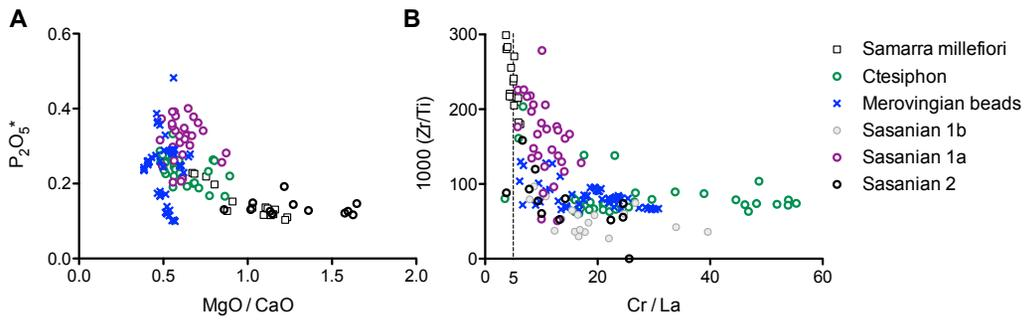 A
P2O5*
0.6
0.4
0.2
0.0
0.0
0.5
1.0
1.5
2.0
MgO / CaO
B
1000 (Zr/Ti)
300
200
100
0
0
5
20
40
60
Cr / La
Samarra millefiori
Ctesiphon
Merovingian beads
Sasanian 1b
Sasanian 1a
Sasanian 2